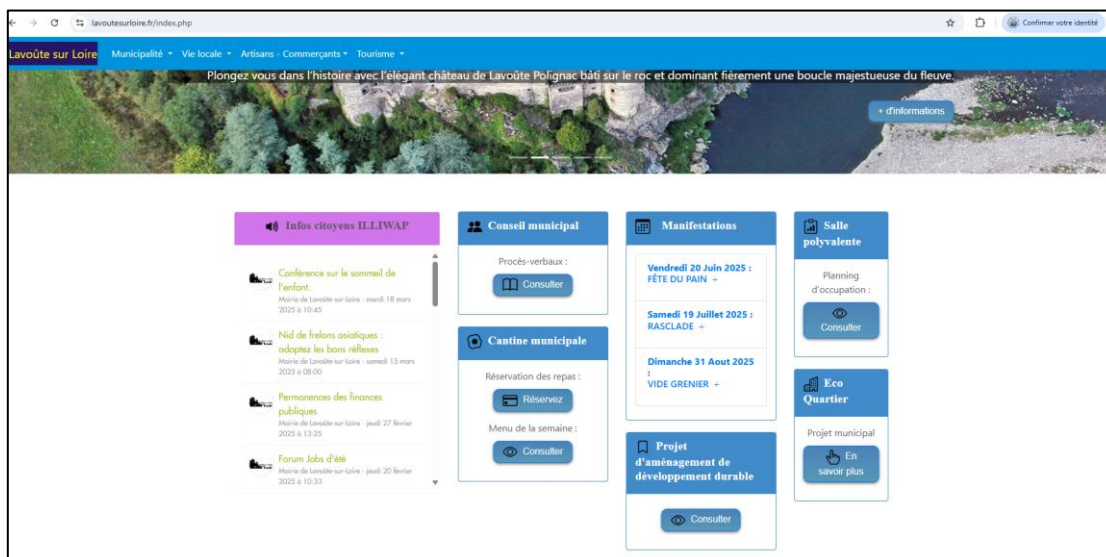 lavoutesurloire.fr/index.php
Confirmer votre identité
Lavoûte sur Loire
Municipalité
Vie locale
Artisans - Commerçants
Tourisme
Plongez vous dans l'histoire avec l'élégant château de Lavoûte Polignac bâti sur le roc et dominant fièrement une boucle majestueuse du fleuve.
+ d'informations
Infos citoyens ILLIWAP
Conférence sur le sommeil de
l'enfant.
Mairie de Lavoûte-sur-Loire - mardi 18 mars
2025 à 10:45
Nid de frelons asiatiques :
adoptez les bons réflexes
Mairie de Lavoûte-sur-Loire - samedi 15 mars
2025 à 08:00
Permanences des finances
publiques
Mairie de Lavoûte-sur-Loire - jeudi 27 février
2025 à 13:25
Forum Jobs d'été
Mairie de Lavoûte-sur-Loire - jeudi 20 février
2025 à 10:33
Conseil municipal
Procès-verbaux :
Consulter
Cantine municipale
Réservation des repas :
Réservez
Menu de la semaine :
Consulter
Manifestations
Vendredi 20 Juin 2025 :
FÊTE DU PAIN +
Samedi 19 Juillet 2025 :
RASCLADE +
Dimanche 31 Aout 2025
:
VIDE GRENIER +
Projet
d'aménagement de
développement durable
Consulter
Salle
polyvalente
Planning
d'occupation :
Consulter
Eco
Quartier
Projet municipal
En
savoir plus